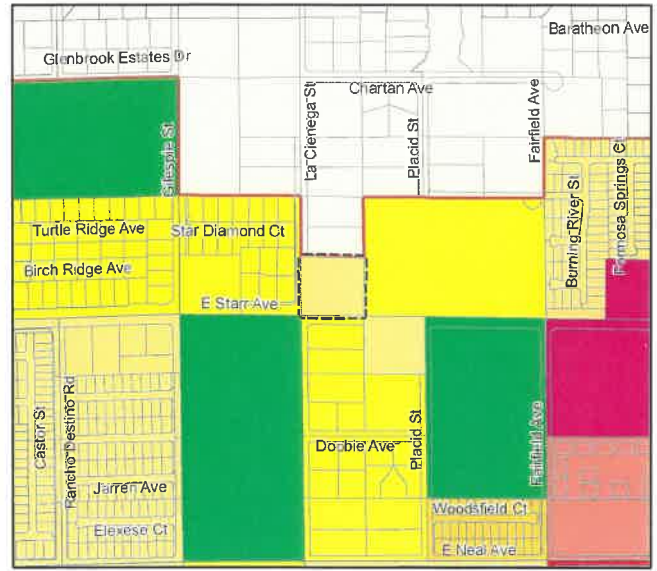 Baratheon Ave
Glenbrook Estates Dr
Chartan Ave
La Cienega St
Placid St
Fairfield Ave
Gilespie St
Burning River St
Formosa Springs Ct
Turtle Ridge Ave
Star Diamond Ct
Birch Ridge Ave
E Starr Ave
Castor St
Rancho Destino Rd
Placid St
Doobie Ave
Fairfield Ave
Jarren Ave
Woodsfield Ct
Elexese Ct
E Neal Ave